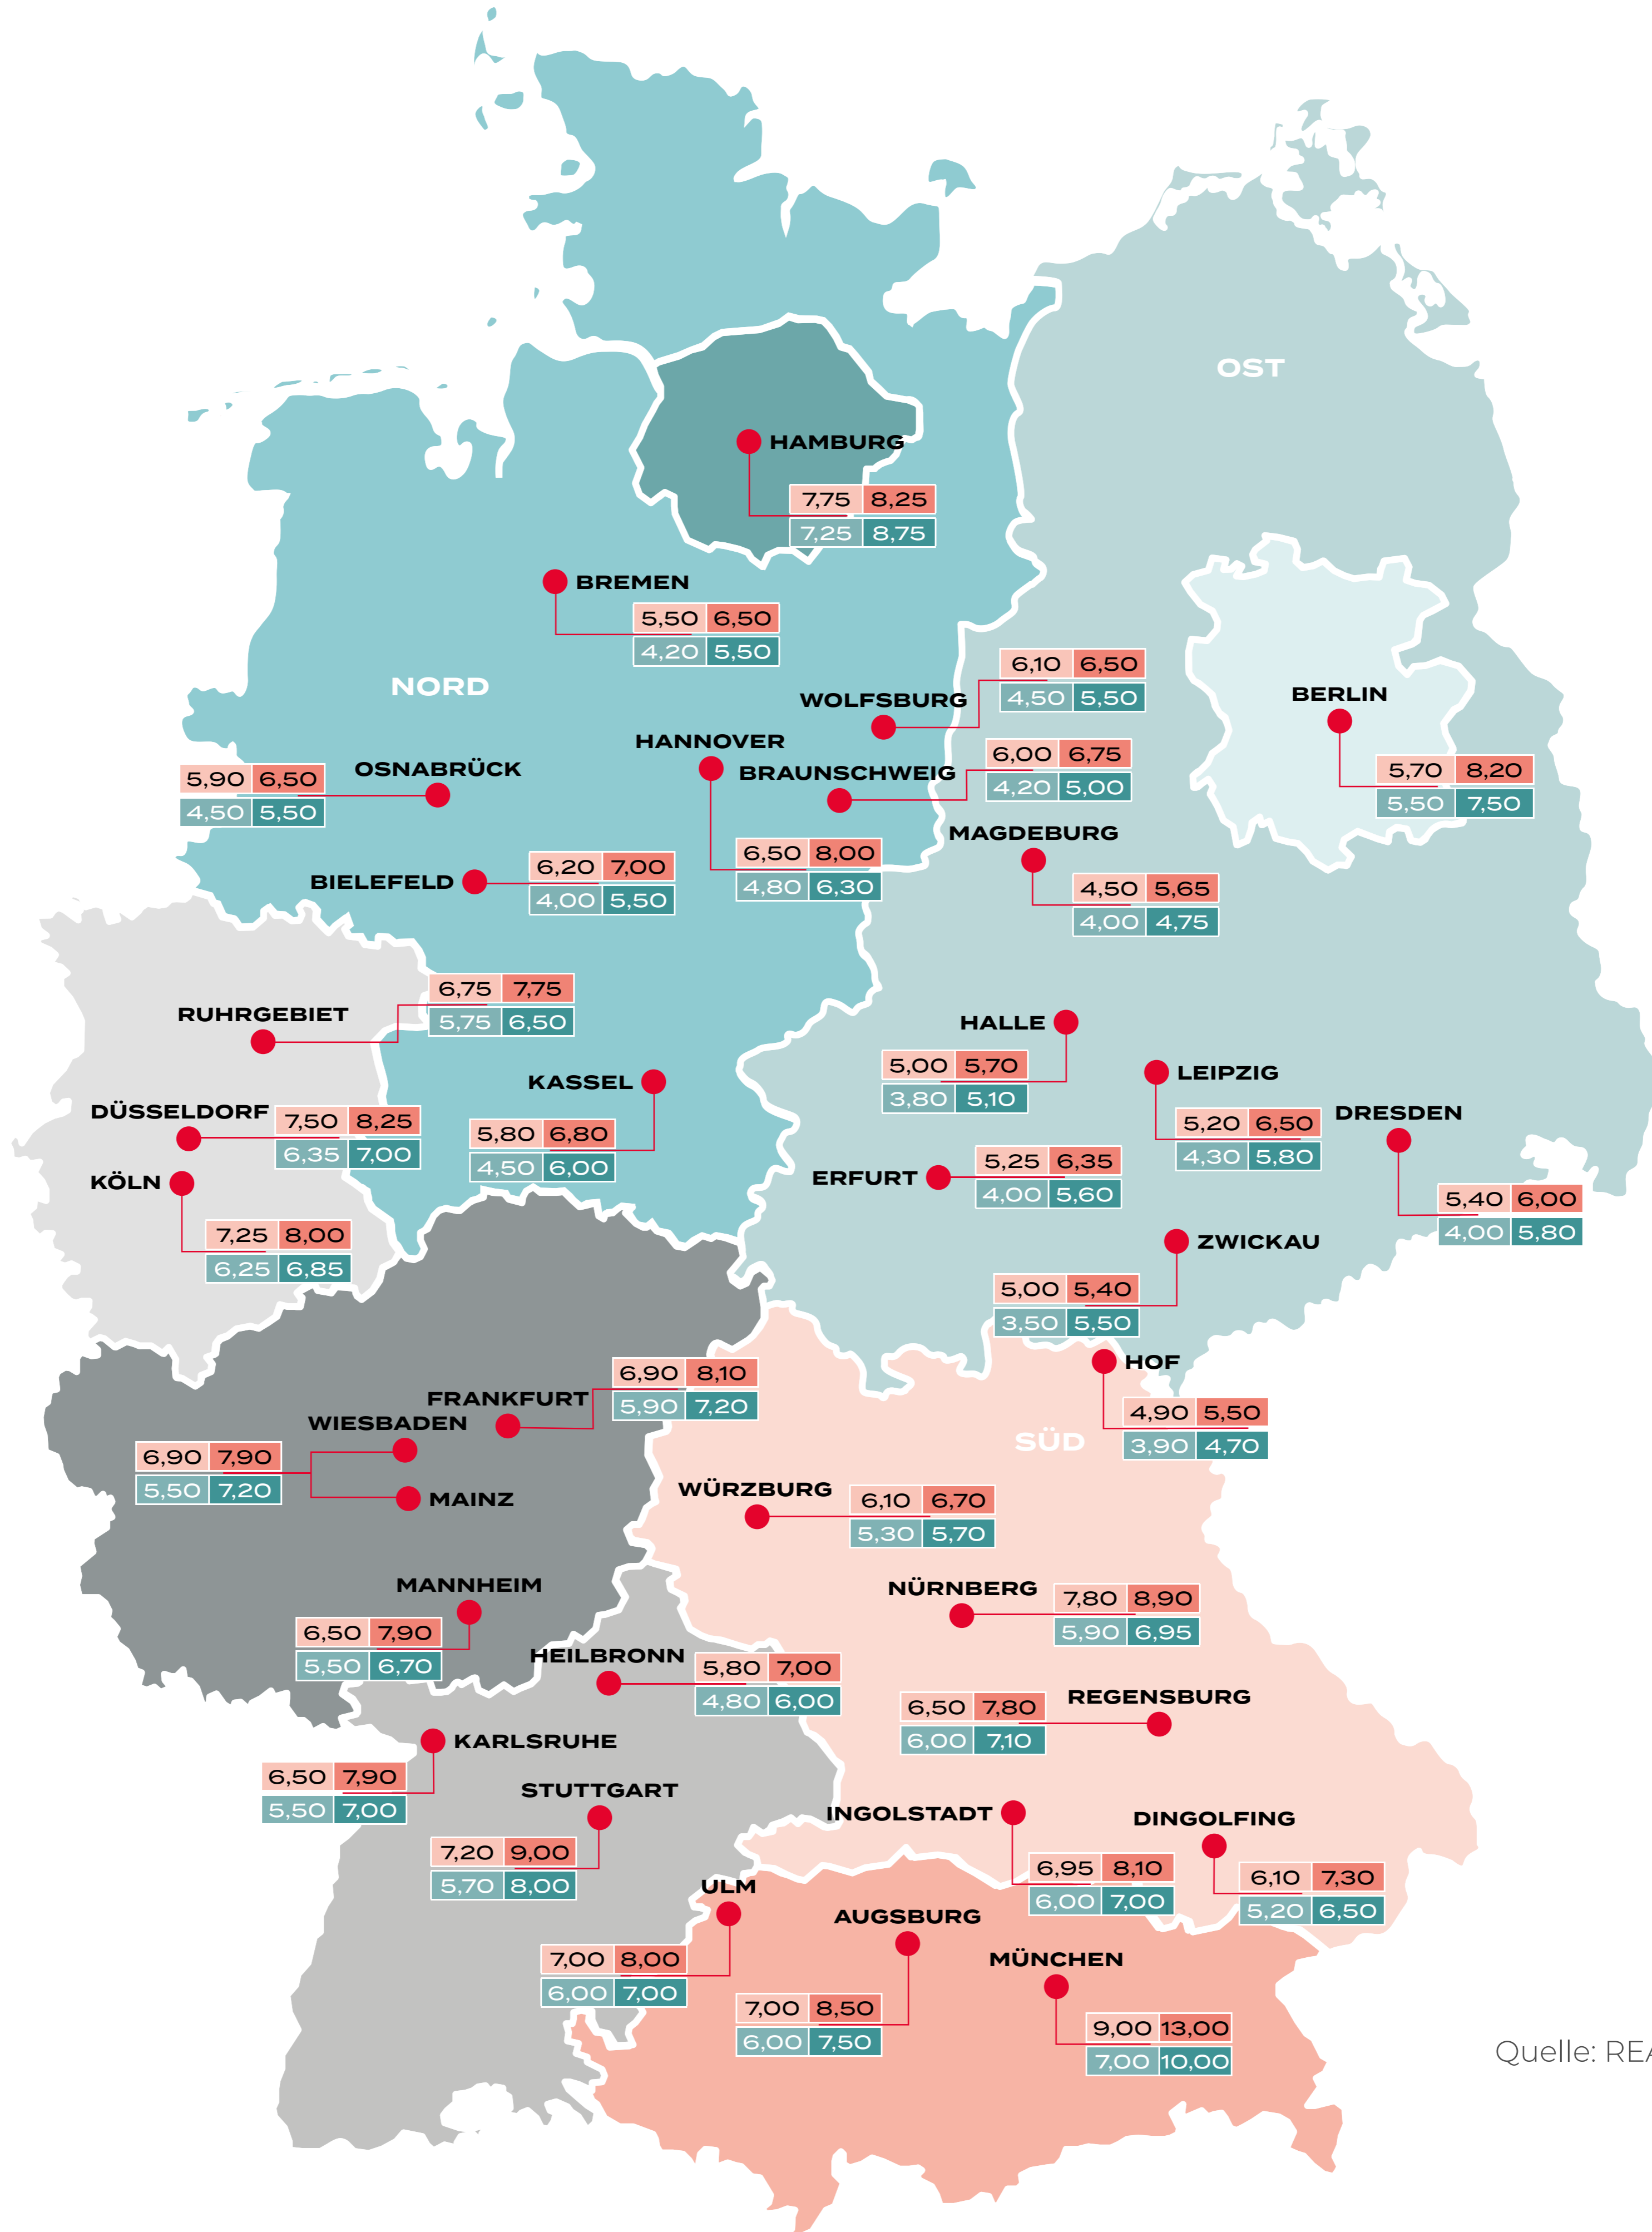 OST
HAMBURG
7,75 8,25
7,25 8,75
BREMEN
5,50 6,50
4,20 5,50
NORD
WOLFSBURG
6,10 6,50
4,50 5,50
BERLIN
5,70 8,20
5,50 7,50
HANNOVER
6,50 8,00
4,80 6,30
BRAUNSCHWEIG
6,00 6,75
4,20 5,00
OSNABRÜCK
5,90 6,50
4,50 5,50
MAGDEBURG
4,50 5,65
4,00 4,75
BIELEFELD
6,20 7,00
4,00 5,50
RUHRGEBIET
6,75 7,75
5,75 6,50
HALLE
5,00 5,70
3,80 5,10
KASSEL
5,80 6,80
4,50 6,00
LEIPZIG
5,20 6,50
4,30 5,80
DÜSSELDORF
7,50 8,25
6,35 7,00
DRESDEN
5,40 6,00
4,00 5,80
ERFURT
5,25 6,35
4,00 5,60
KÖLN
7,25 8,00
6,25 6,85
ZWICKAU
5,00 5,40
3,50 5,50
HOF
4,90 5,50
3,90 4,70
FRANKFURT
6,90 8,10
5,90 7,20
WIESBADEN
6,90 7,90
5,50 7,20
MAINZ
SÜD
WÜRZBURG
6,10 6,70
5,30 5,70
MANNHEIM
6,50 7,90
5,50 6,70
NÜRNBERG
7,80 8,90
5,90 6,95
HEILBRONN
5,80 7,00
4,80 6,00
REGENSBURG
6,50 7,80
6,00 7,10
KARLSRUHE
6,50 7,90
5,50 7,00
STUTTGART
7,20 9,00
5,70 8,00
INGOLSTADT
6,95 8,10
6,00 7,00
DINGOLFING
6,10 7,30
5,20 6,50
ULM
7,00 8,00
6,00 7,00
AUGSBURG
7,00 8,50
6,00 7,50
MÜNCHEN
9,00 13,00
7,00 10,00
Quelle: